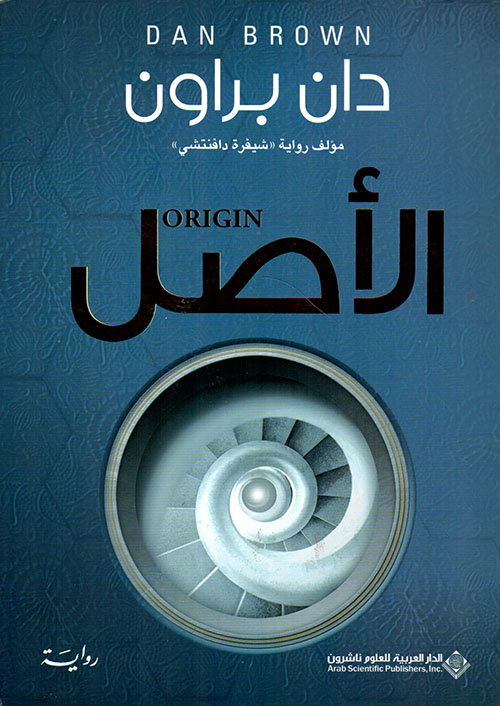 DAN BROWN
دان براون
مؤلف رواية «شيفرة دافنتشي»
الأصل
ORIGIN
رواية
الدار العربية للعلوم ناشرون
Arab Scientific Publishers, Inc.